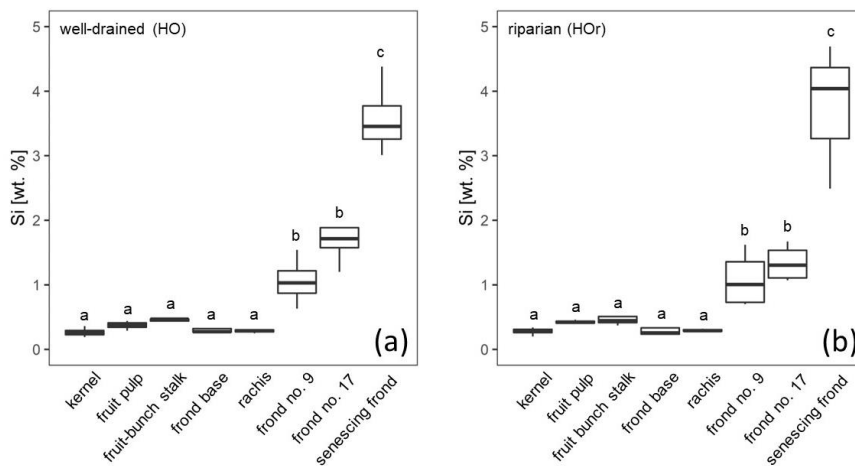 well-drained (HO)
Si [wt. %]
5
4
3
2
1
0
a
a
a
a
a
b
b
c
(a)
kernel
fruit pulp
fruit-bunch stalk
frond base
rachis
frond no. 9
frond no. 17
senescing frond
riparian (HOr)
Si [wt. %]
5
4
3
2
1
0
a
a
a
a
a
b
b
c
(b)
kernel
fruit pulp
fruit bunch stalk
frond base
rachis
frond no. 9
frond no. 17
senescing frond